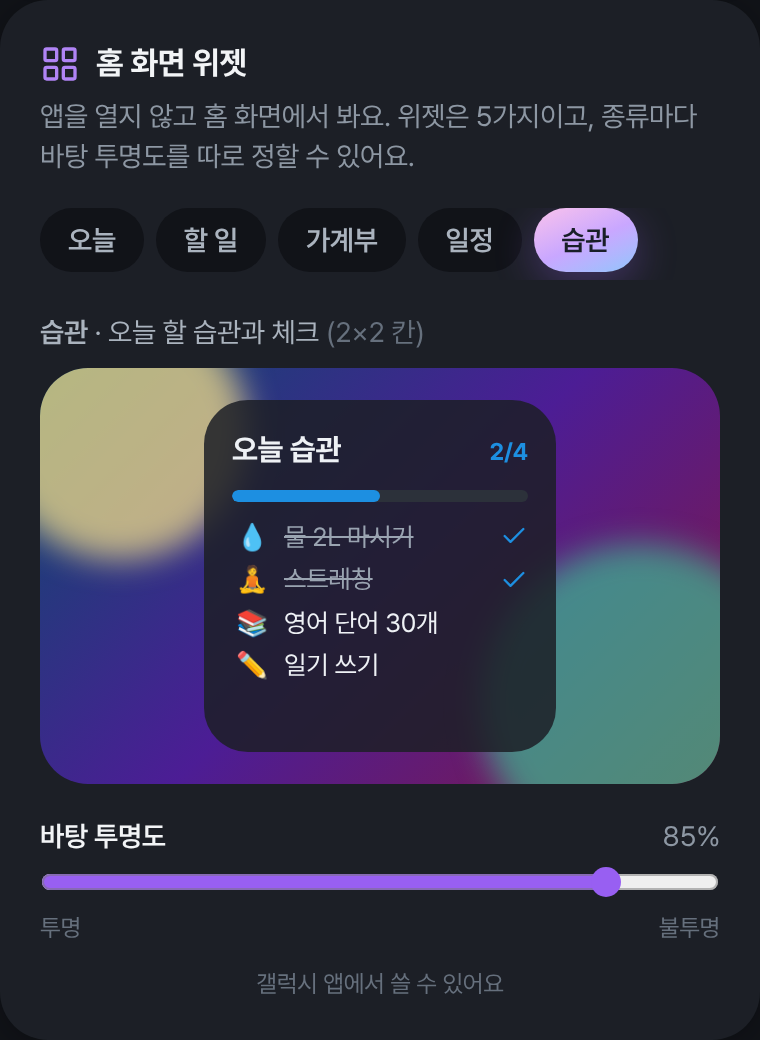 홈 화면 위젯
앱을 열지 않고 홈 화면에서 봐요. 위젯은 5가지이고, 종류마다
바탕 투명도를 따로 정할 수 있어요.
오늘 할 일 가계부 일정 습관
습관 · 오늘 할 습관과 체크 (2×2 칸)
오늘 습관 2/4
물 2L 마시기
스트레칭
영어 단어 30개
일기 쓰기
바탕 투명도 85%
투명 불투명
갤럭시 앱에서 쓸 수 있어요